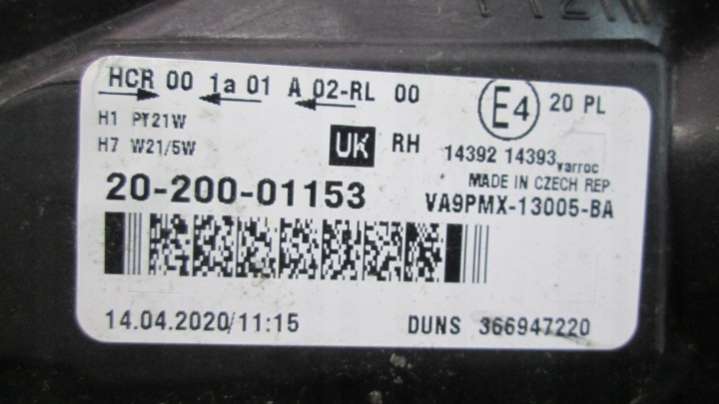 HCR 00 1a 01 A 02-RL 00
E4 20 PL
H1 PY21W
H7 W21/5W
UK RH
14392 14393
varroc
MADE IN CZECH REP
20-200-01153
VA9PMX-13005-BA
14.04.2020/11:15
DUNS 366947220